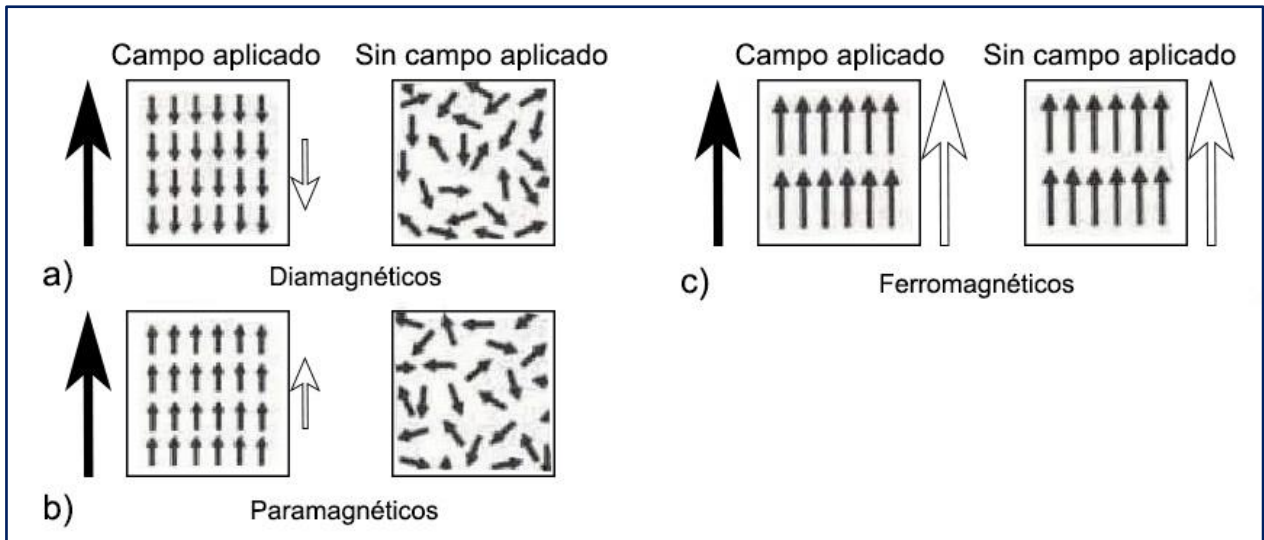 Campo aplicado Sin campo aplicado
a) Diamagnéticos
b) Paramagnéticos
Campo aplicado Sin campo aplicado
c) Ferromagnéticos